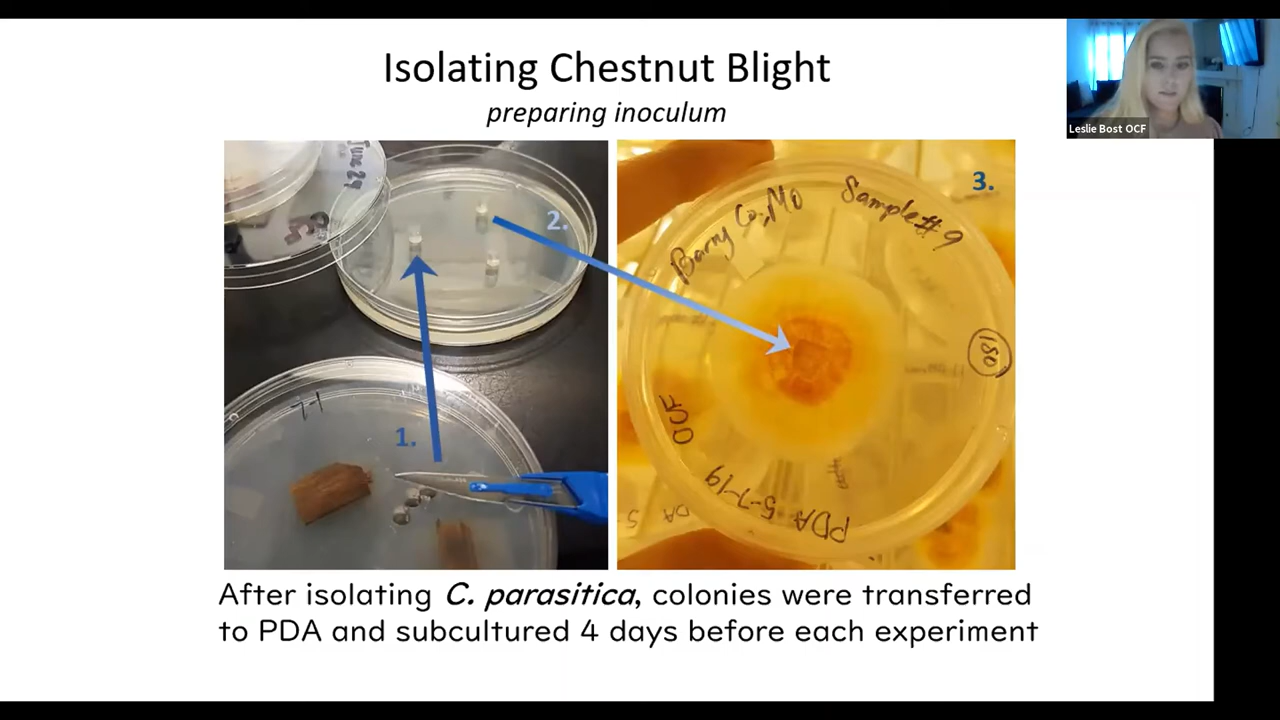 Isolating Chestnut Blight
preparing inoculum
Leslie Bost OCF
June 29
2.
1.
7-1
3.
Barry Co, MO
Sample #9
OCF
PDA 5-7-19
After isolating C. parasitica, colonies were transferred
to PDA and subcultured 4 days before each experiment